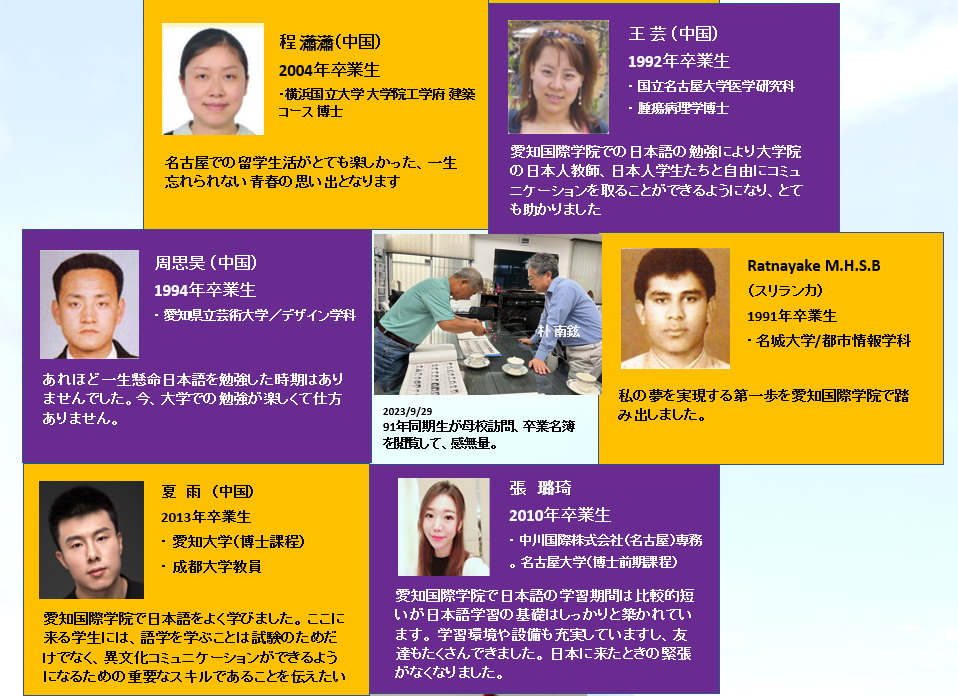 程 瀟瀟（中国）
2004年卒業生
・横浜国立大学 大学院工学府 建築
コース 博士
名古屋での留学生活がとても楽しかった、一生
忘れられない青春の思い出となります
王 芸（中国）
1992年卒業生
・国立名古屋大学医学研究科
・腫瘍病理学博士
愛知国際学院での日本語の勉強により大学院
の日本人教師、日本人学生たちと自由にコミュ
ニケーションを取ることができるようになり、とて
も助かりました
周思昊（中国）
1994年卒業生
・愛知県立芸術大学／デザイン学科
あれほど一生懸命日本語を勉強した時期はあり
ませんでした。今、大学での勉強が楽しくて仕方
ありません。
朴南鉉
2023/9/29
91年同期生が母校訪問、卒業名簿
を閲覧して、感無量。
Ratnayake M.H.S.B
（スリランカ）
1991年卒業生
・名城大学/都市情報学科
私の夢を実現する第一歩を愛知国際学院で踏
み出しました。
夏 雨 （中国）
2013年卒業生
・ 愛知大学（博士課程）
・ 成都大学教員
愛知国際学院で日本語をよく学びました。ここに
来る学生には、語学を学ぶことは試験のためだ
けでなく、異文化コミュニケーションができるよう
になるための重要なスキルであることを伝えたい
張 璐琦
2010年卒業生
・中川国際株式会社（名古屋）専務
。名古屋大学（博士前期課程）
愛知国際学院で日本語の学習期間は比較的短
いが日本語学習の基礎はしっかりと築かれてい
ます。学習環境や設備も充実していますし、友
達もたくさんできました。日本に来たときの緊張
がなくなりました。